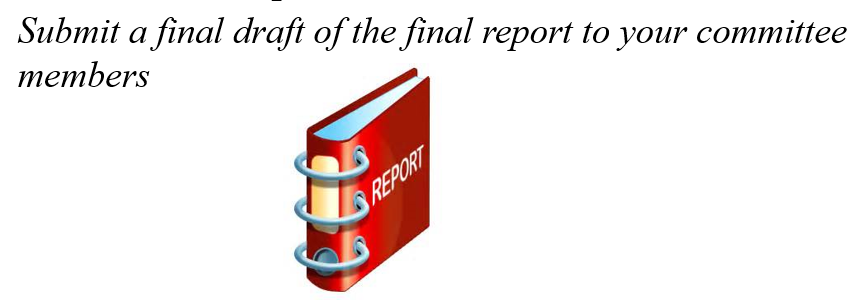 Submit a final draft of the final report to your committee
members
REPORT